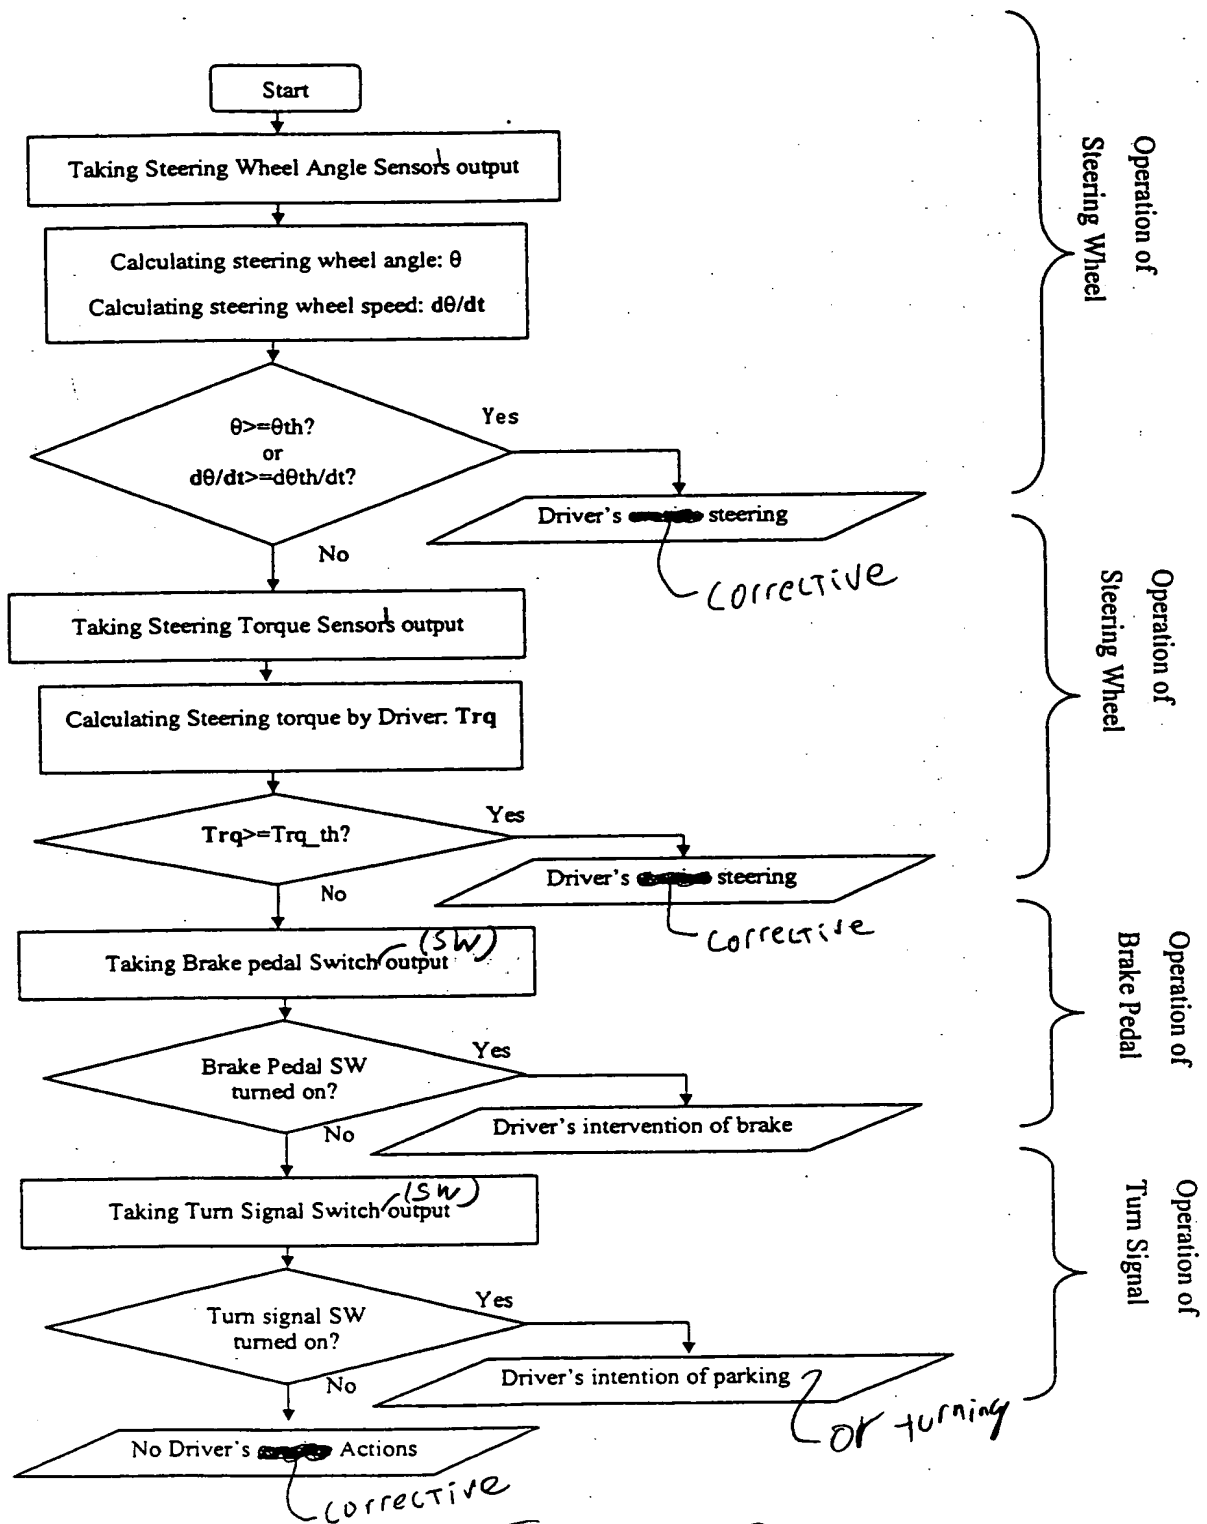 Start
Taking Steering Wheel Angle Sensors output
Calculating steering wheel angle: θ
Calculating steering wheel speed: dθ/dt
θ>=θth?
or
dθ/dt>=dθth/dt?
Yes
Driver's steering
corrective
No
Operation of
Steering Wheel
Taking Steering Torque Sensors output
Calculating Steering torque by Driver: Trq
Trq>=Trq_th?
Yes
Driver's steering
corrective
No
Operation of
Steering Wheel
(SW)
Taking Brake pedal Switch output
Brake Pedal SW
turned on?
Yes
Driver's intervention of brake
No
Operation of
Brake Pedal
(SW)
Taking Turn Signal Switch output
Turn signal SW
turned on?
Yes
Driver's intention of parking
or turning
No
Operation of
Turn Signal
No Driver's Actions
corrective